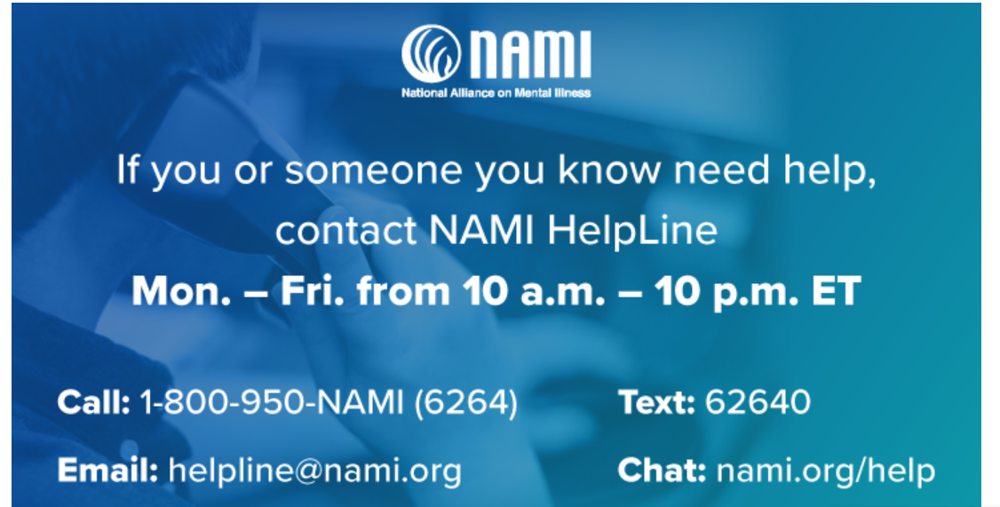 NAMI
National Alliance on Mental Illness
If you or someone you know need help,
contact NAMI HelpLine
Mon. – Fri. from 10 a.m. – 10 p.m. ET
Call: 1-800-950-NAMI (6264)
Text: 62640
Email: helpline@nami.org
Chat: nami.org/help